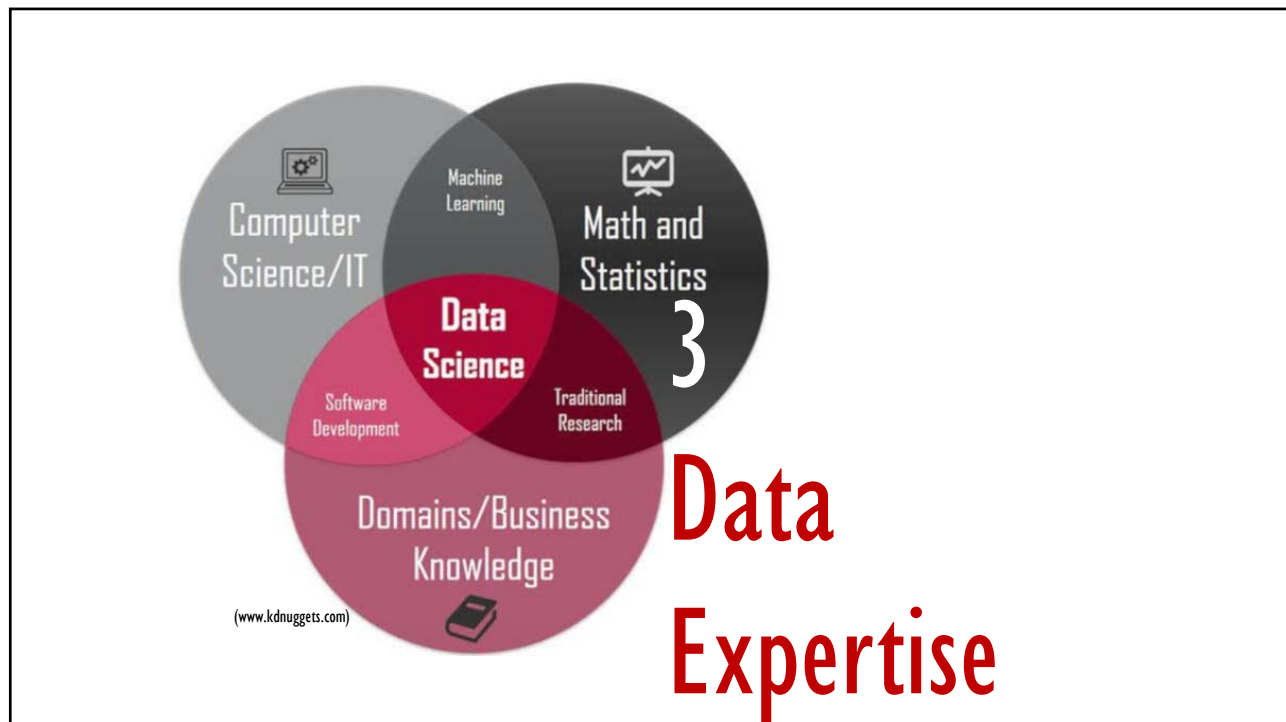 Computer
Science/IT
Machine
Learning
Math and
Statistics
Data
Science
Software
Development
Traditional
Research
Domains/Business
Knowledge
(www.kdnuggets.com)
3
Data
Expertise